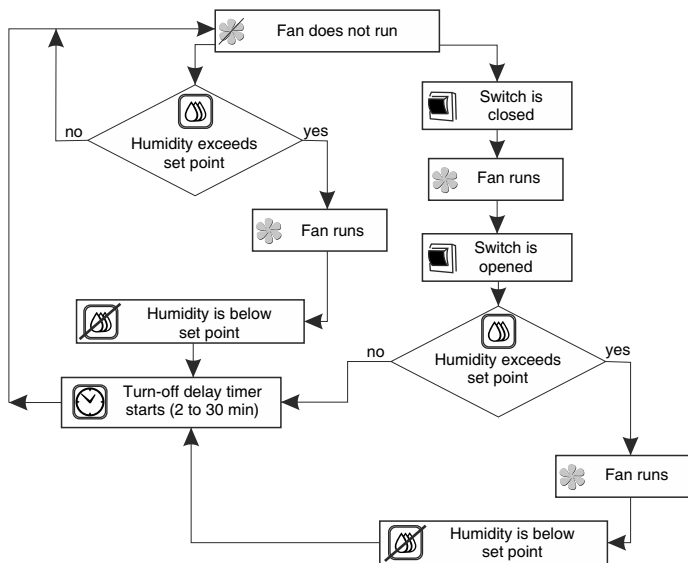 Fan does not run
Switch is
closed
no
Humidity exceeds
set point
yes
Fan runs
Fan runs
Switch is
opened
Humidity is below
set point
no
Humidity exceeds
set point
yes
Turn-off delay timer
starts (2 to 30 min)
Fan runs
Humidity is below
set point